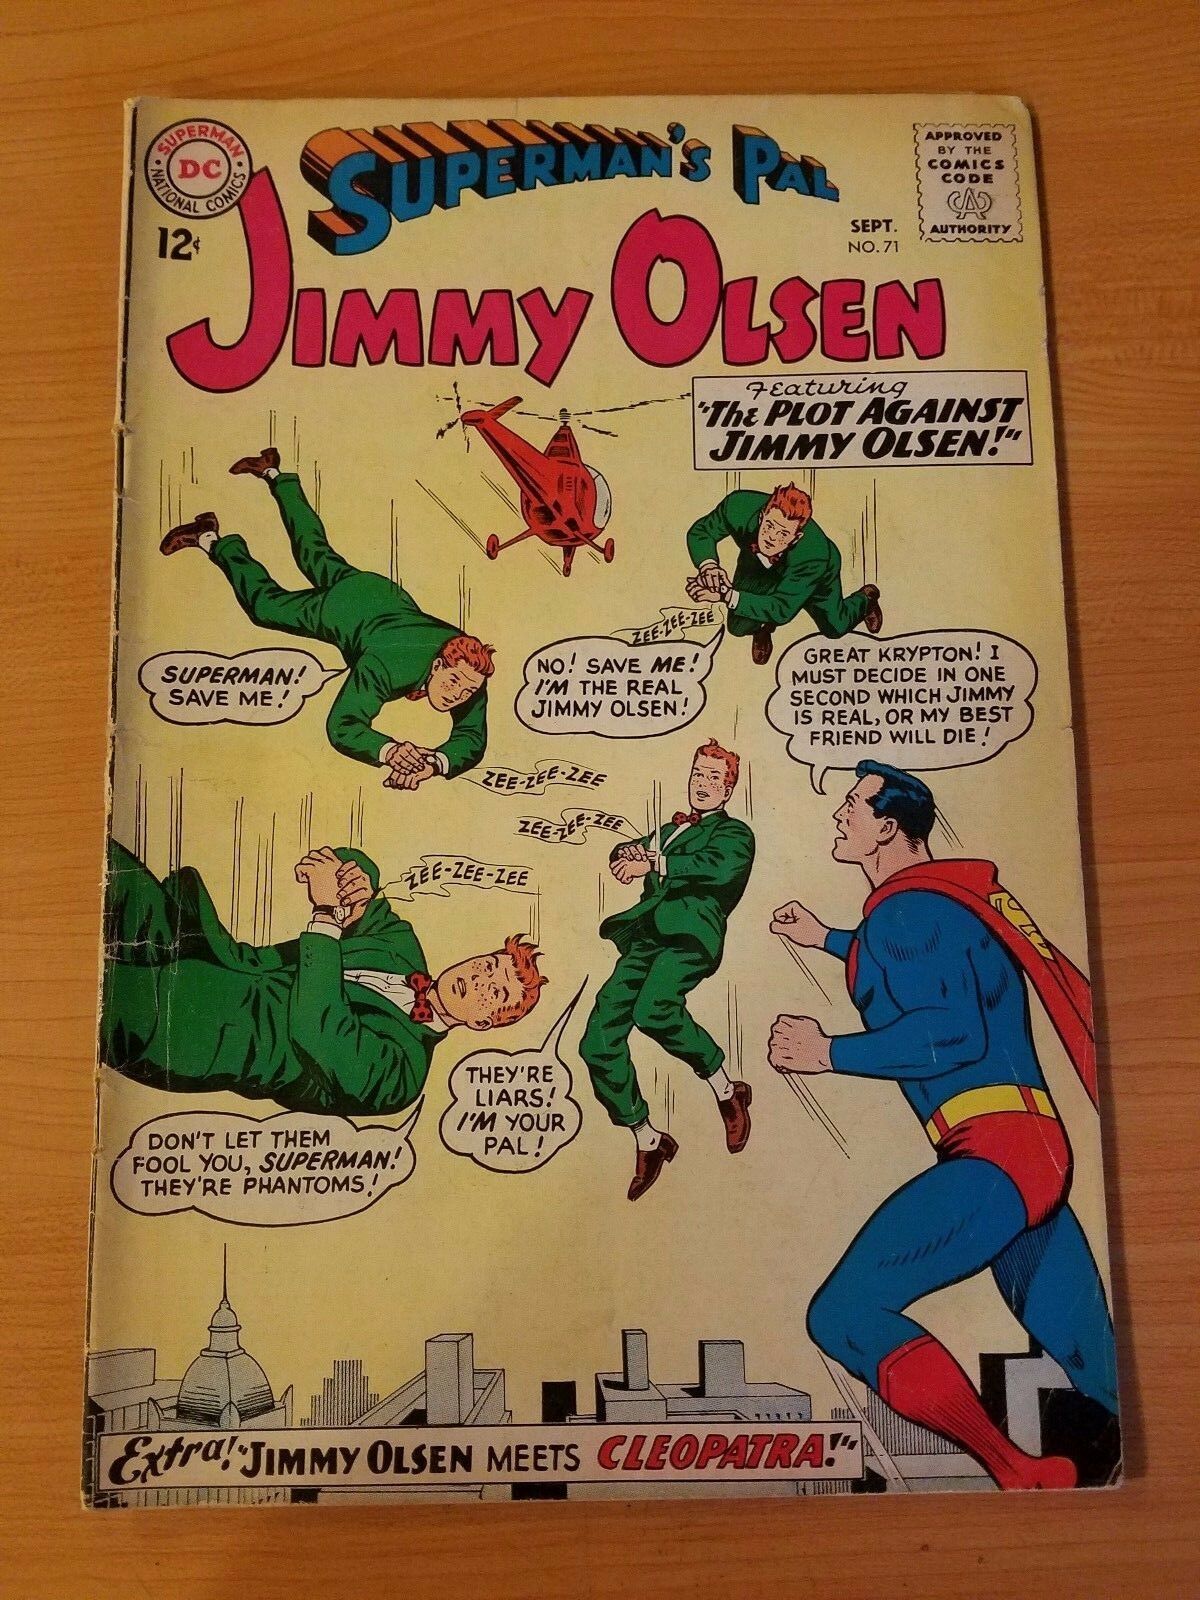 SUPERMAN
DC
NATIONAL COMICS
12¢
SUPERMAN'S PAL
JIMMY OLSEN
SEPT.
NO. 71
APPROVED
BY THE
COMICS
CODE
CA
AUTHORITY
Featuring
"THE PLOT AGAINST
JIMMY OLSEN!"
ZEE-ZEE-ZEE
SUPERMAN!
SAVE ME!
NO! SAVE ME!
I'M THE REAL
JIMMY OLSEN!
GREAT KRYPTON! I
MUST DECIDE IN ONE
SECOND WHICH JIMMY
IS REAL, OR MY BEST
FRIEND WILL DIE!
ZEE-ZEE-ZEE
ZEE-ZEE-ZEE
ZEE-ZEE-ZEE
THEY'RE
LIARS!
I'M YOUR
PAL!
DON'T LET THEM
FOOL YOU, SUPERMAN!
THEY'RE PHANTOMS!
Extra! "JIMMY OLSEN MEETS CLEOPATRA!"